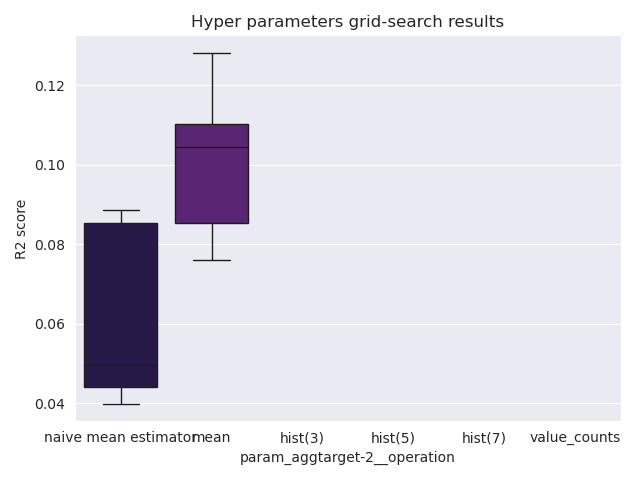 Hyper parameters grid-search results
R2 score
0.12
0.10
0.08
0.06
0.04
naive mean estimator mean hist(3) hist(5) hist(7) value_counts
param_aggtarget-2__operation